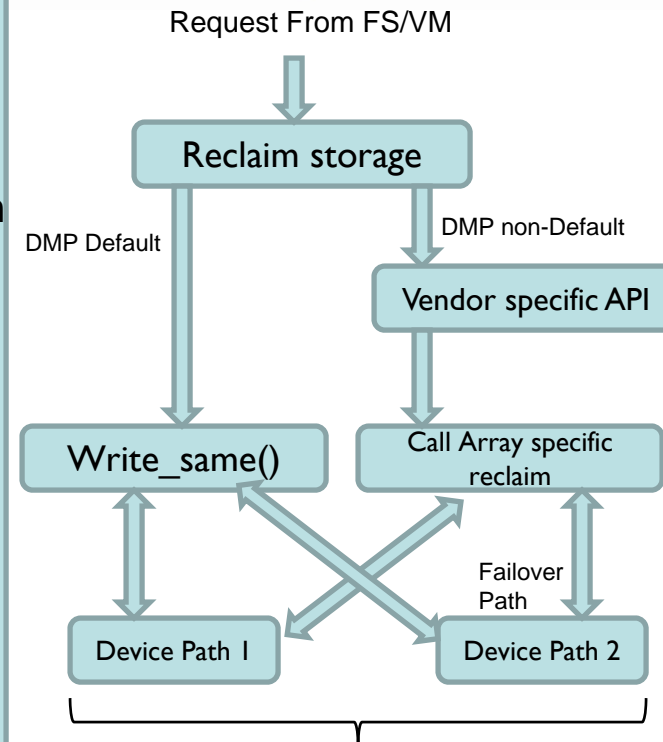 Request From FS/VM
Reclaim storage
DMP Default
DMP non-Default
Vendor specific API
Write_same()
Call Array specific
reclaim
Failover
Path
Device Path 1
Device Path 2